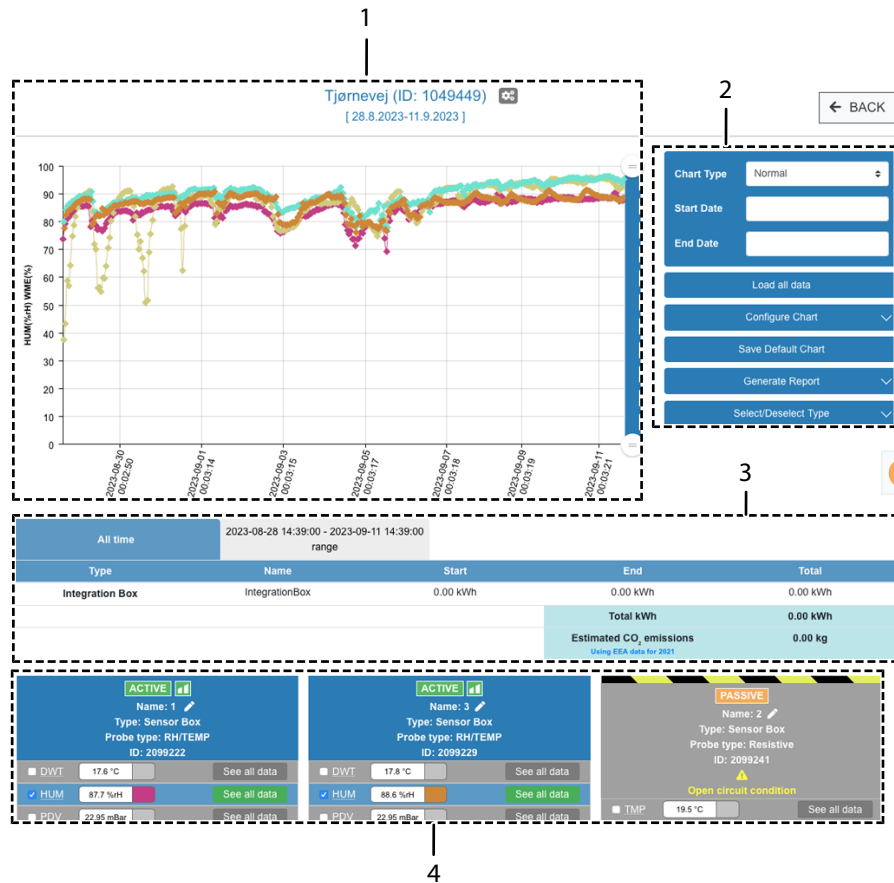 1
Tjørnevej (ID: 1049449)
[ 28.8.2023-11.9.2023 ]
2
BACK
100
90
80
70
60
50
40
30
20
10
0
HUM(%rH) WME(%)
2023-08-30
00:02:50
2023-09-01
00:03:14
2023-09-03
00:03:15
2023-09-05
00:03:17
2023-09-07
00:03:18
2023-09-09
00:03:19
2023-09-11
00:03:21
Chart Type Normal
Start Date
End Date
Load all data
Configure Chart
Save Default Chart
Generate Report
Select/Deselect Type
3
All time
2023-08-28 14:39:00 - 2023-09-11 14:39:00
range
Type Name Start End Total
Integration Box IntegrationBox 0.00 kWh 0.00 kWh 0.00 kWh
Total kWh 0.00 kWh
Estimated CO2 emissions 0.00 kg
Using EEA data for 2021
ACTIVE
Name: 1
Type: Sensor Box
Probe type: RH/TEMP
ID: 2099222
DWT 17.6 °C See all data
HUM 87.7 %rH See all data
PDV 22.95 mBar See all data
ACTIVE
Name: 3
Type: Sensor Box
Probe type: RH/TEMP
ID: 2099229
DWT 17.8 °C See all data
HUM 88.6 %rH See all data
PDV 22.95 mBar See all data
PASSIVE
Name: 2
Type: Sensor Box
Probe type: Resistive
ID: 2099241
Open circuit condition
TMP 19.5 °C See all data
4